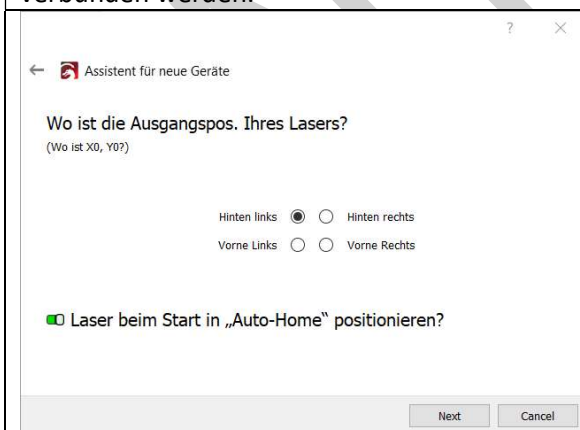 verbunden werden.
?
Assistent für neue Geräte
Wo ist die Ausgangspos. Ihres Lasers?
(Wo ist X0, Y0?)
Hinten links Hinten rechts
Vorne Links Vorne Rechts
Laser beim Start in „Auto-Home“ positionieren?
Next Cancel